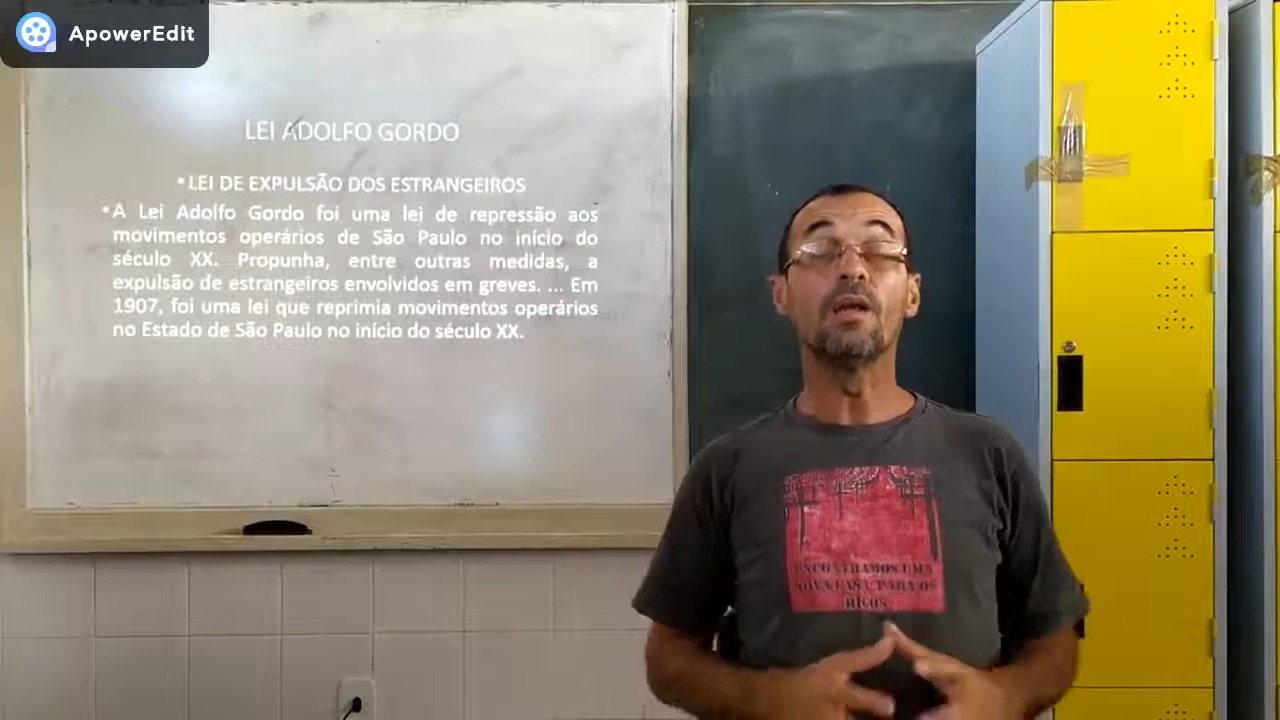 ApowerEdit
LEI ADOLFO GORDO
•LEI DE EXPULSÃO DOS ESTRANGEIROS
•A Lei Adolfo Gordo foi uma lei de repressão aos
movimentos operários de São Paulo no início do
século XX. Propunha, entre outras medidas, a
expulsão de estrangeiros envolvidos em greves. ... Em
1907, foi uma lei que reprimia movimentos operários
no Estado de São Paulo no início do século XX.
ENCONTRAMOS UMA
NOVA CASA PARA OS
RICOS